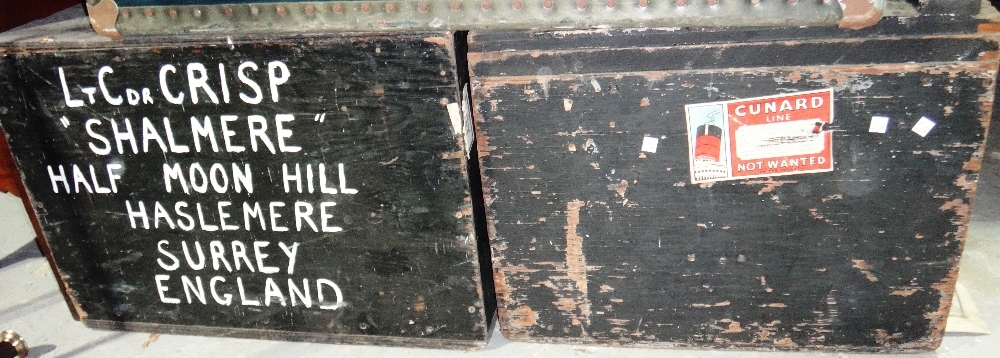 LTCDR CRISP
"SHALMERE"
HALF MOON HILL
HASLEMERE
SURREY
ENGLAND
CUNARD
LINE
NOT WANTED